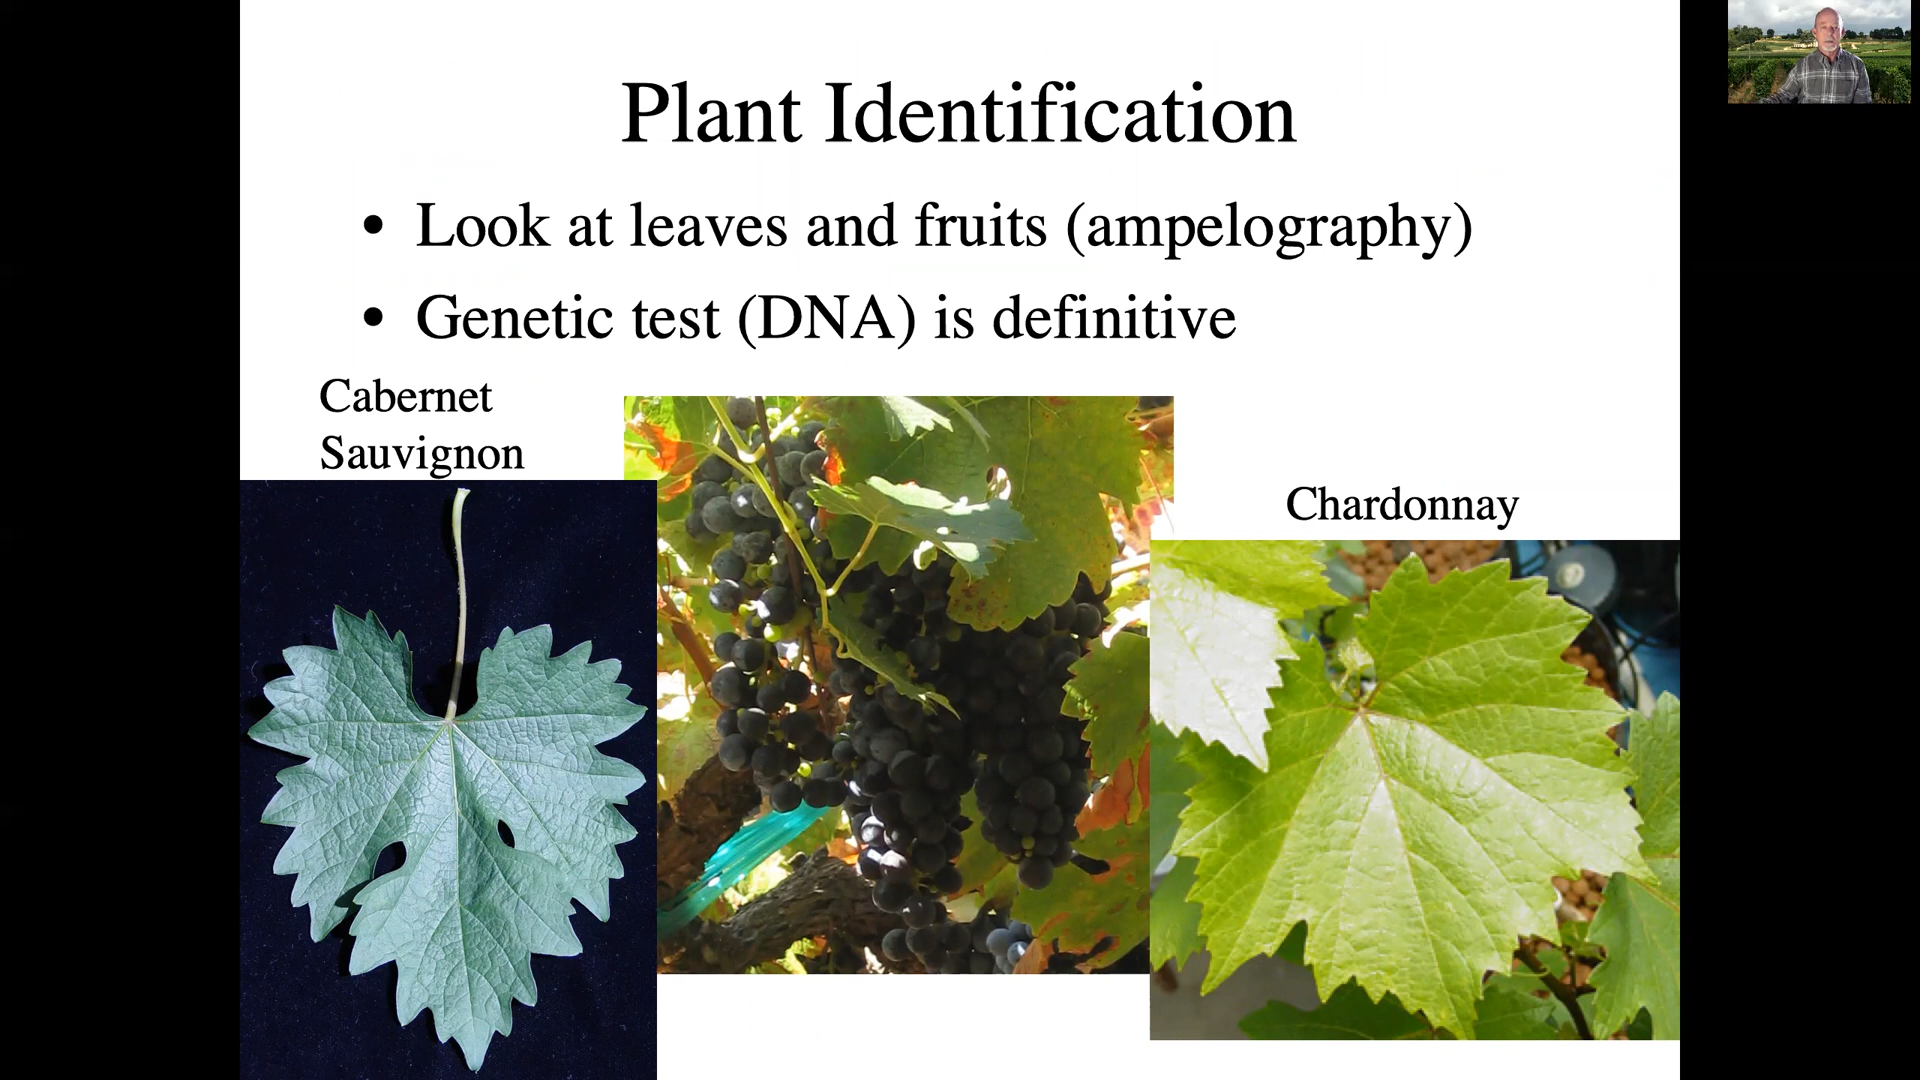 Plant Identification
• Look at leaves and fruits (ampelography)
• Genetic test (DNA) is definitive
Cabernet
Sauvignon
Chardonnay